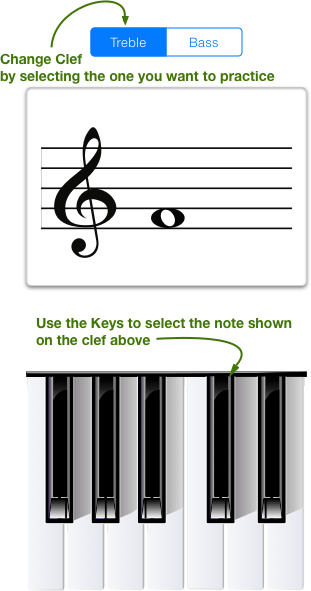 Treble Bass
Change Clef
by selecting the one you want to practice
Use the Keys to select the note shown
on the clef above